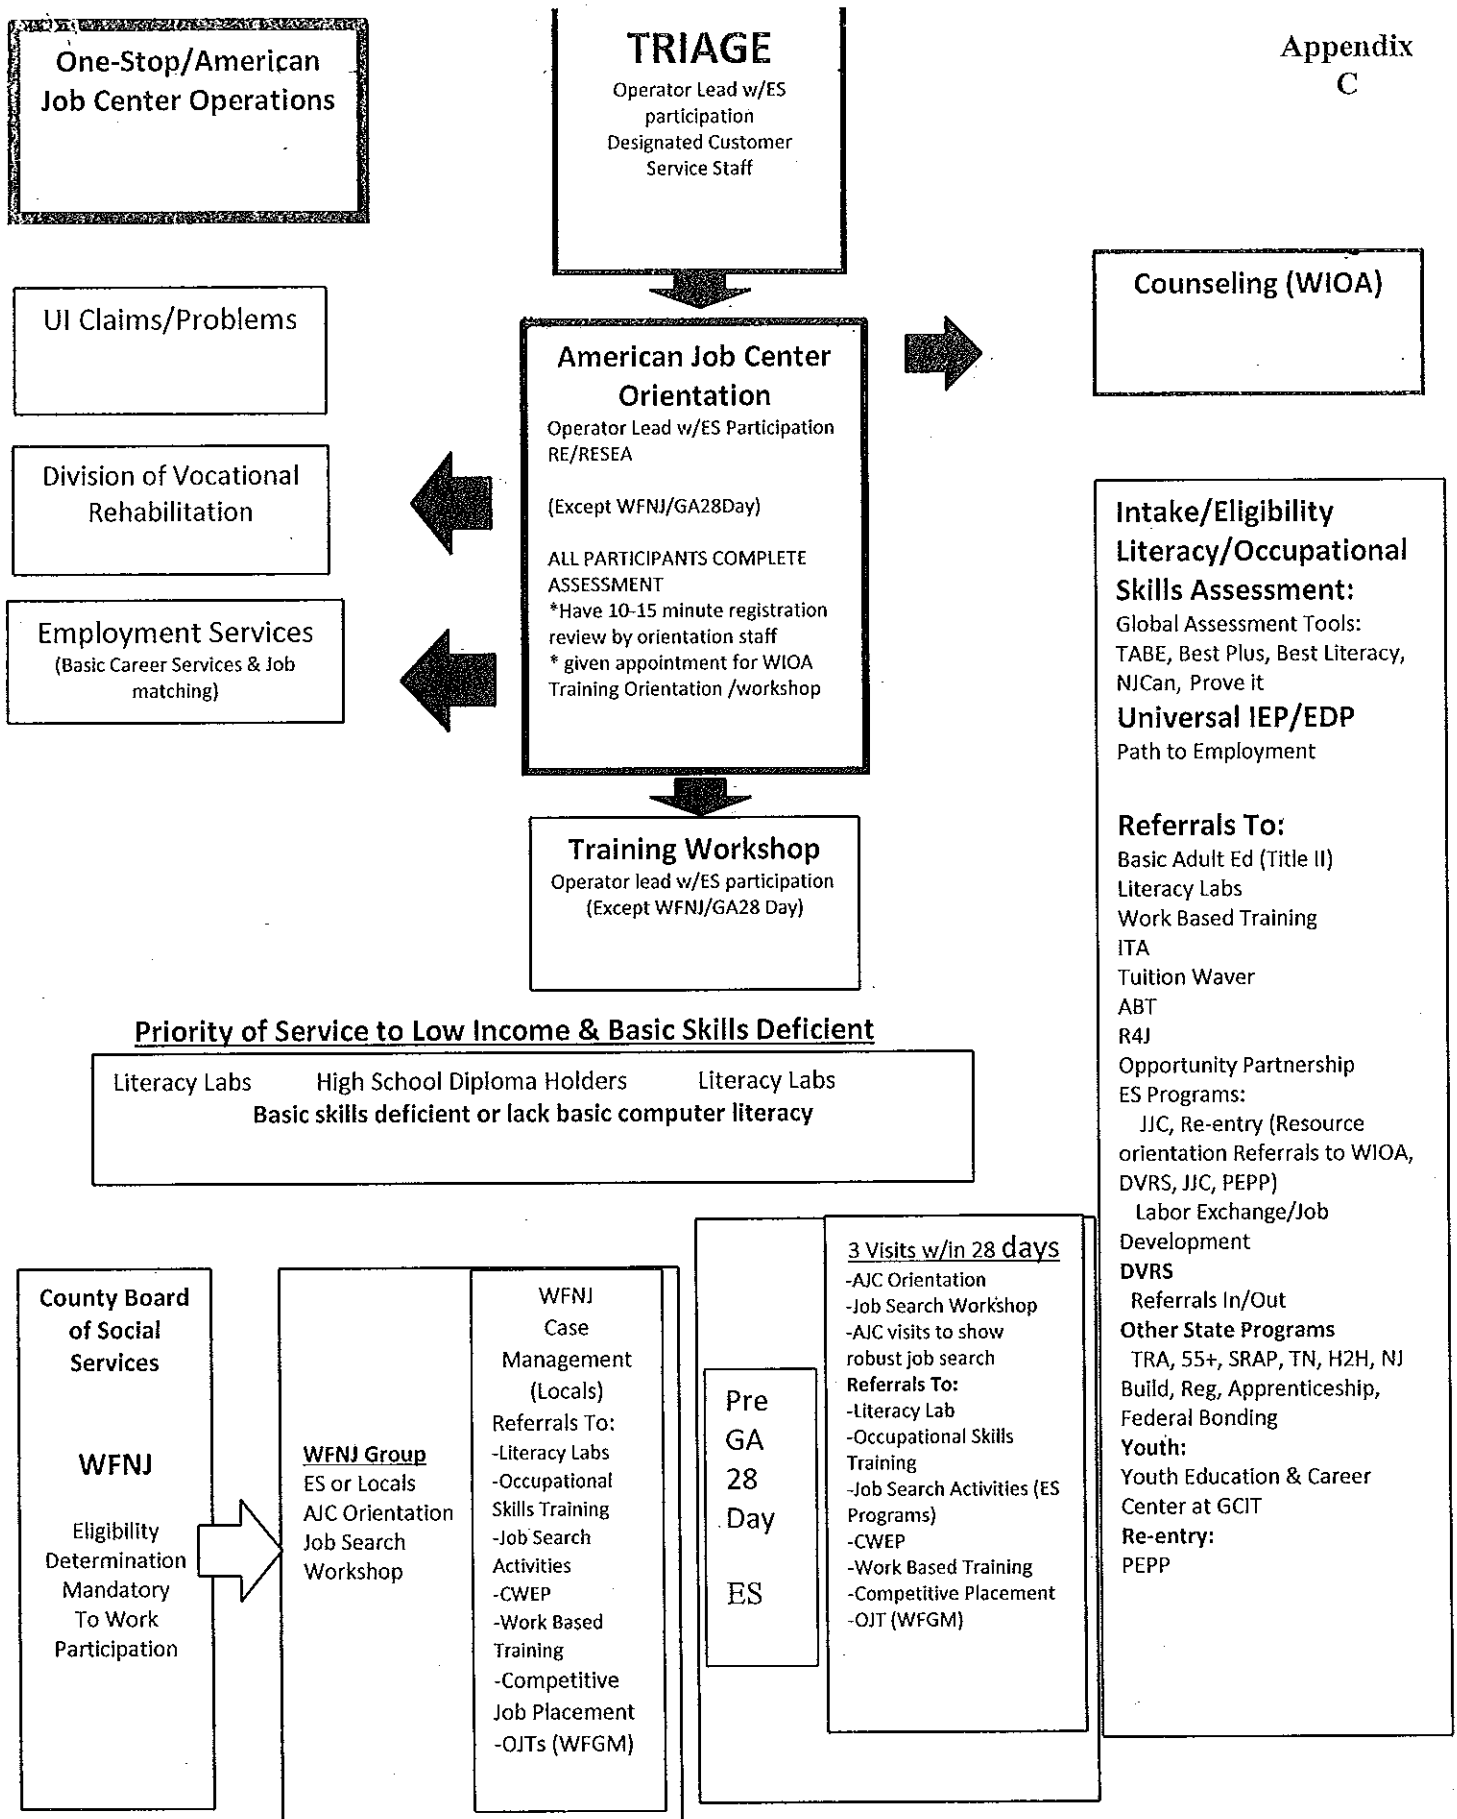 One-Stop/American
Job Center Operations
TRIAGE
Operator Lead w/ES
participation
Designated Customer
Service Staff
Appendix
C
UI Claims/Problems
Division of Vocational
Rehabilitation
Employment Services
(Basic Career Services & Job
matching)
American Job Center
Orientation
Operator Lead w/ES Participation
RE/RESEA
(Except WFNJ/GA28Day)
ALL PARTICIPANTS COMPLETE
ASSESSMENT
*Have 10-15 minute registration
review by orientation staff
* given appointment for WIOA
Training Orientation /workshop
Counseling (WIOA)
Training Workshop
Operator lead w/ES participation
(Except WFNJ/GA28 Day)
Intake/Eligibility
Literacy/Occupational
Skills Assessment:
Global Assessment Tools:
TABE, Best Plus, Best Literacy,
NJCan, Prove it
Universal IEP/EDP
Path to Employment
Referrals To:
Basic Adult Ed (Title II)
Literacy Labs
Work Based Training
ITA
Tuition Waver
ABT
R4J
Opportunity Partnership
ES Programs:
JJC, Re-entry (Resource
orientation Referrals to WIOA,
DVRS, JJC, PEPP)
Labor Exchange/Job
Development
DVRS
Referrals In/Out
Other State Programs
TRA, 55+, SRAP, TN, H2H, NJ
Build, Reg, Apprenticeship,
Federal Bonding
Youth:
Youth Education & Career
Center at GCIT
Re-entry:
PEPP
Priority of Service to Low Income & Basic Skills Deficient
Literacy Labs High School Diploma Holders Literacy Labs
Basic skills deficient or lack basic computer literacy
County Board
of Social
Services
WFNJ
Eligibility
Determination
Mandatory
To Work
Participation
WFNJ Group
ES or Locals
AJC Orientation
Job Search
Workshop
WFNJ
Case
Management
(Locals)
Referrals To:
-Literacy Labs
-Occupational
Skills Training
-Job Search
Activities
-CWEP
-Work Based
Training
-Competitive
Job Placement
-OJTs (WFGM)
Pre
GA
28
Day
ES
3 Visits w/in 28 days
-AJC Orientation
-Job Search Workshop
-AJC visits to show
robust job search
Referrals To:
-Literacy Lab
-Occupational Skills
Training
-Job Search Activities (ES
Programs)
-CWEP
-Work Based Training
-Competitive Placement
-OJT (WFGM)